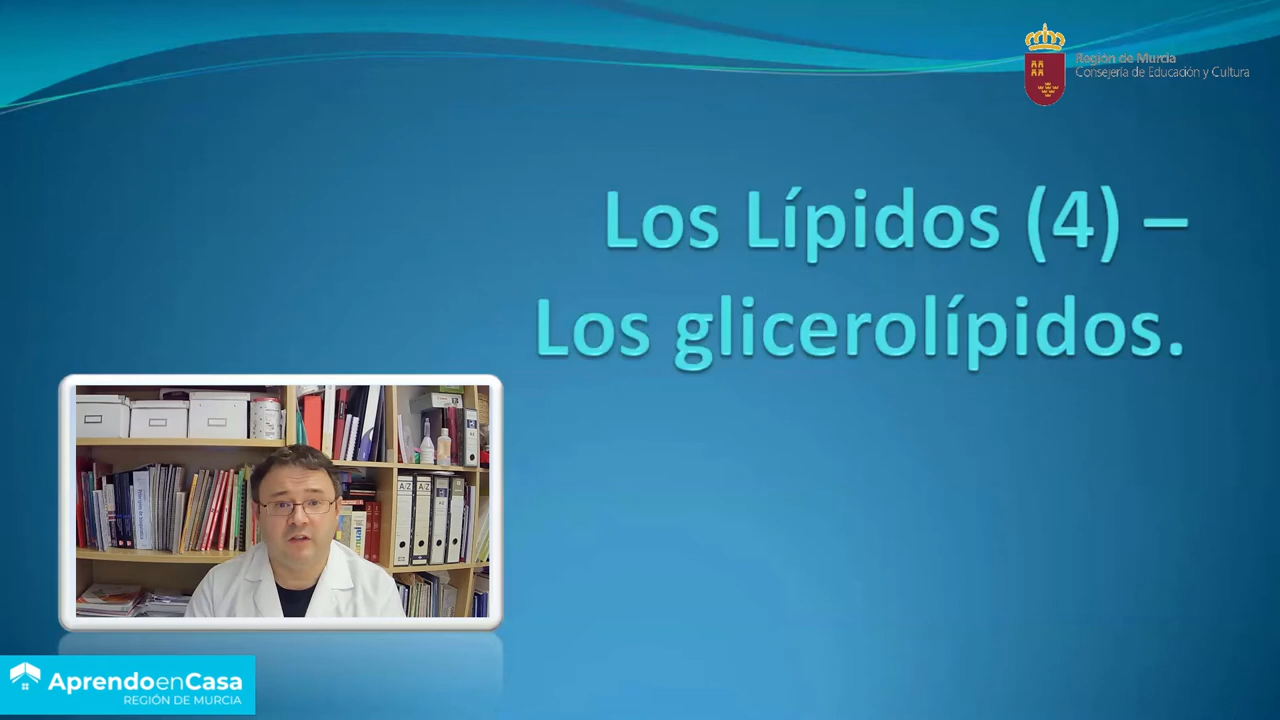 Región de Murcia
Consejería de Educación y Cultura
Los Lípidos (4) –
Los glicerolípidos.
A/Z
A/Z
AprendoenCasa
REGIÓN DE MURCIA